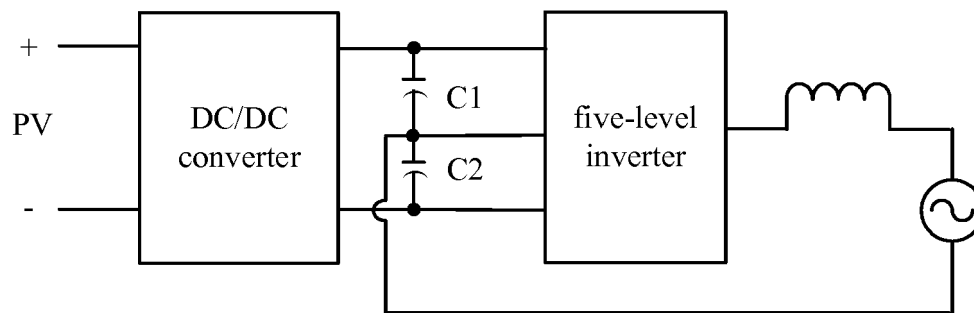 +
PV
-
DC/DC
converter
C1
C2
five-level
inverter